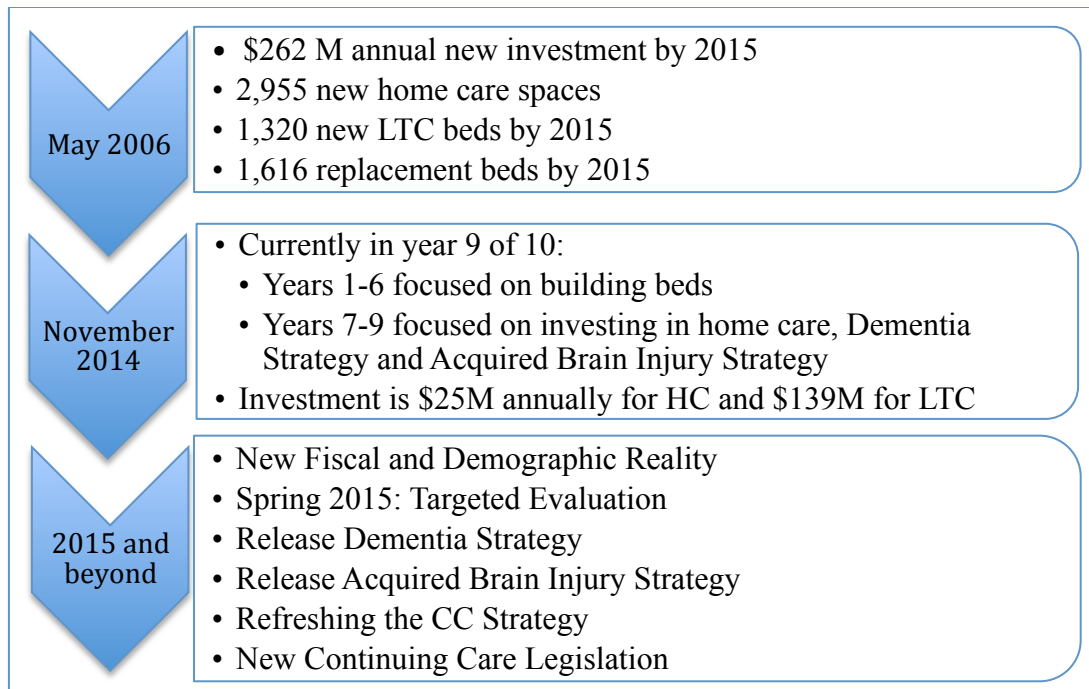 May 2006
• $262 M annual new investment by 2015
• 2,955 new home care spaces
• 1,320 new LTC beds by 2015
• 1,616 replacement beds by 2015
November
2014
• Currently in year 9 of 10:
• Years 1-6 focused on building beds
• Years 7-9 focused on investing in home care, Dementia
Strategy and Acquired Brain Injury Strategy
• Investment is $25M annually for HC and $139M for LTC
2015 and
beyond
• New Fiscal and Demographic Reality
• Spring 2015: Targeted Evaluation
• Release Dementia Strategy
• Release Acquired Brain Injury Strategy
• Refreshing the CC Strategy
• New Continuing Care Legislation